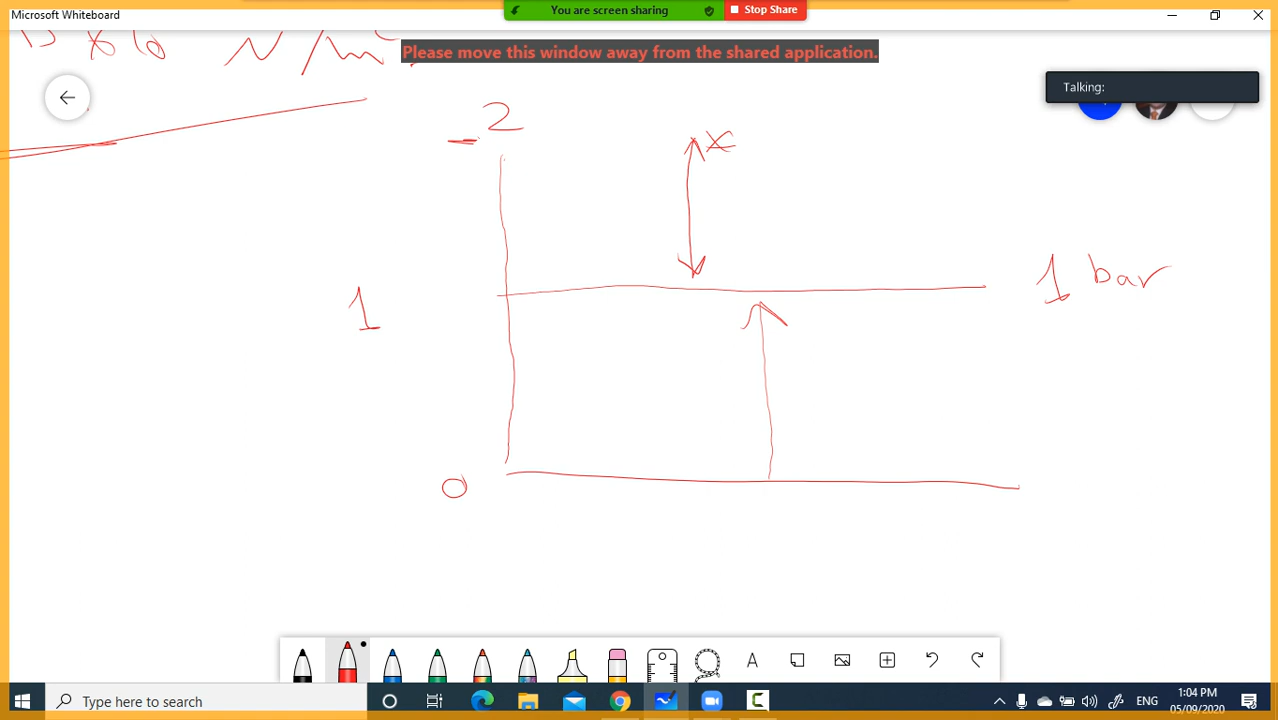 Microsoft Whiteboard
You are screen sharing
Stop Share
Please move this window away from the shared application.
Talking:
N/m
2
x
1 bar
1
0
A
Type here to search
ENG
1:04 PM
05/09/2020